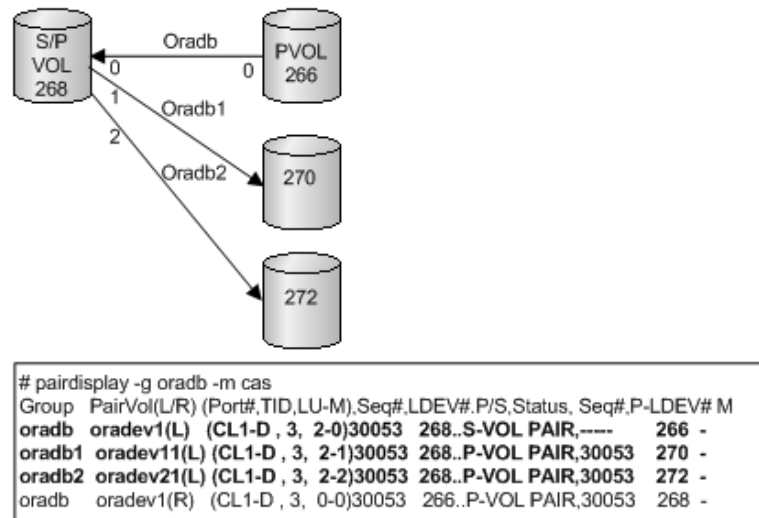 S/P
VOL
268
Oradb
PVOL
266
0
0
1
Oradb1
2
Oradb2
270
272
# pairdisplay -g oradb -m cas
Group PairVol(L/R) (Port#,TID,LU-M),Seq#,LDEV#.P/S,Status, Seq#,P-LDEV# M
oradb oradev1(L) (CL1-D , 3, 2-0)30053 268..S-VOL PAIR,----- 266 -
oradb1 oradev11(L) (CL1-D , 3, 2-1)30053 268..P-VOL PAIR,30053 270 -
oradb2 oradev21(L) (CL1-D , 3, 2-2)30053 268..P-VOL PAIR,30053 272 -
oradb oradev1(R) (CL1-D , 3, 0-0)30053 266..P-VOL PAIR,30053 268 -